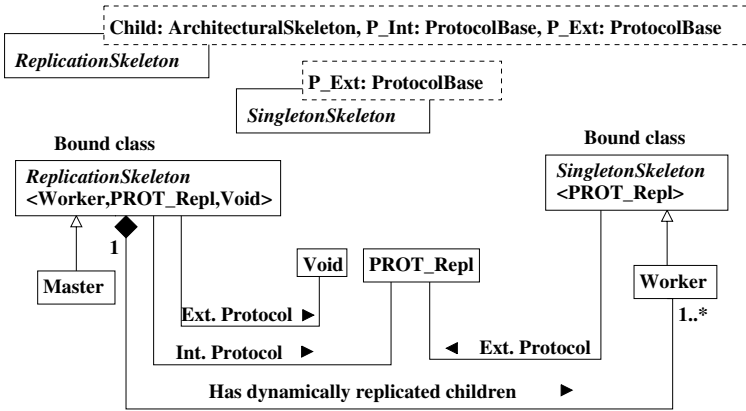 Child: ArchitecturalSkeleton, P_Int: ProtocolBase, P_Ext: ProtocolBase
ReplicationSkeleton
P_Ext: ProtocolBase
SingletonSkeleton
Bound class
Bound class
ReplicationSkeleton
<Worker,PROT_Repl,Void>
SingletonSkeleton
<PROT_Repl>
1
Void
PROT_Repl
Master
Worker
1..*
Ext. Protocol ►
Int. Protocol ►
◄ Ext. Protocol
Has dynamically replicated children ►